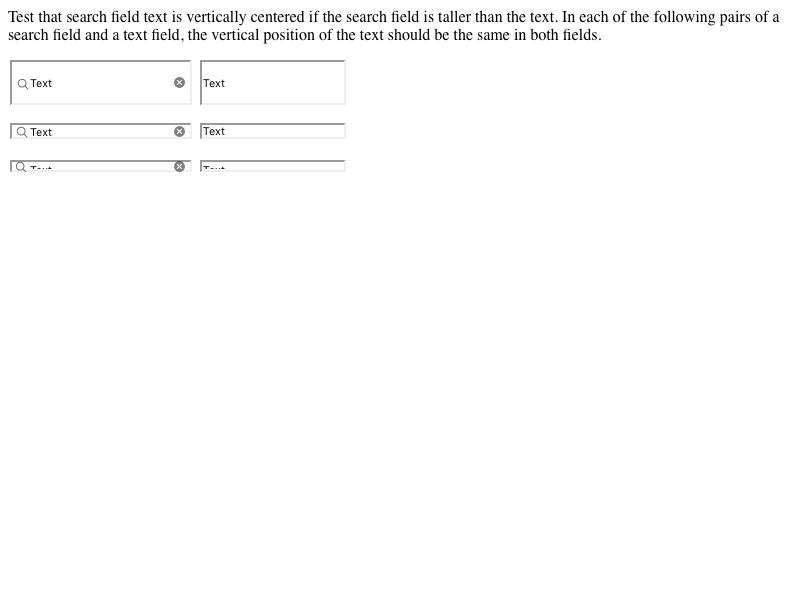 Test that search field text is vertically centered if the search field is taller than the text. In each of the following pairs of a
search field and a text field, the vertical position of the text should be the same in both fields.
Text Text
Text Text